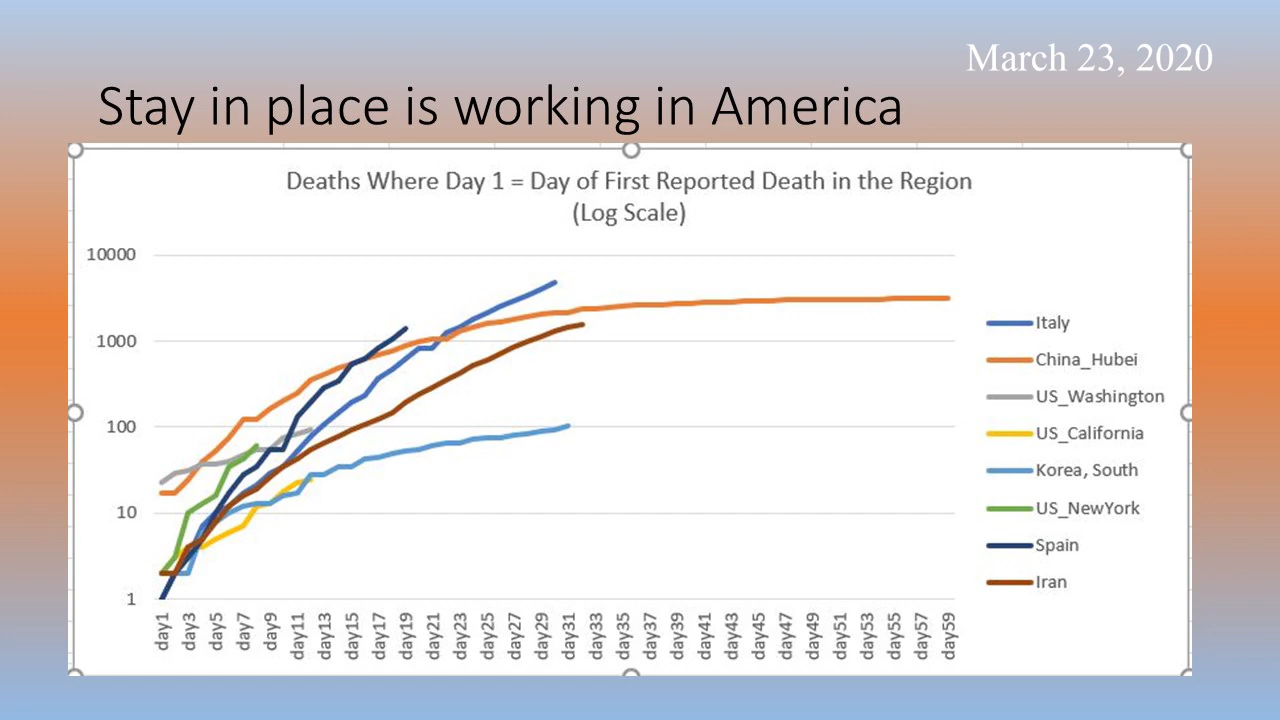 March 23, 2020
Stay in place is working in America
Deaths Where Day 1 = Day of First Reported Death in the Region
(Log Scale)
10000
1000
100
10
1
day1 day3 day5 day7 day9 day11 day13 day15 day17 day19 day21 day23 day25 day27 day29 day31 day33 day35 day37 day39 day41 day43 day45 day47 day49 day51 day53 day55 day57 day59
Italy
China_Hubei
US_Washington
US_California
Korea, South
US_NewYork
Spain
Iran